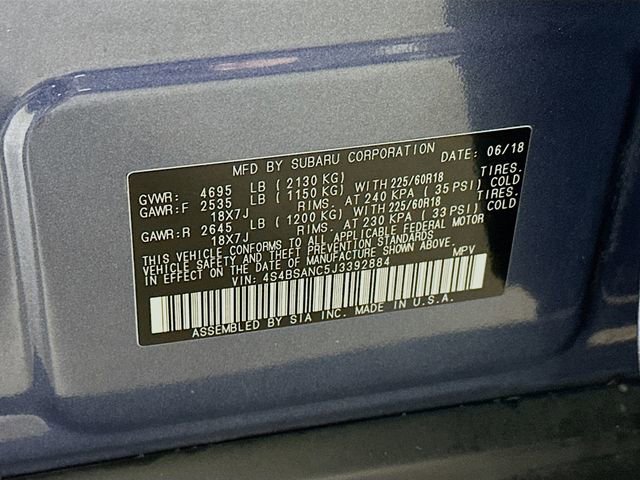 MFD BY SUBARU CORPORATION DATE: 06/18
GVWR: 4695 LB (2130 KG)
GAWR:F 2535 LB (1150 KG) WITH 225/60R18 TIRES.
18X7J RIMS. AT 240 KPA (35 PSI) COLD
GAWR:R 2645 LB (1200 KG) WITH 225/60R18 TIRES.
18X7J RIMS. AT 230 KPA (33 PSI) COLD
THIS VEHICLE CONFORMS TO ALL APPLICABLE FEDERAL MOTOR
VEHICLE SAFETY AND THEFT PREVENTION STANDARDS
IN EFFECT ON THE DATE OF MANUFACTURE SHOWN ABOVE.
VIN: 4S4BSANC5J3392884 MPV
ASSEMBLED BY SIA INC. MADE IN U.S.A.